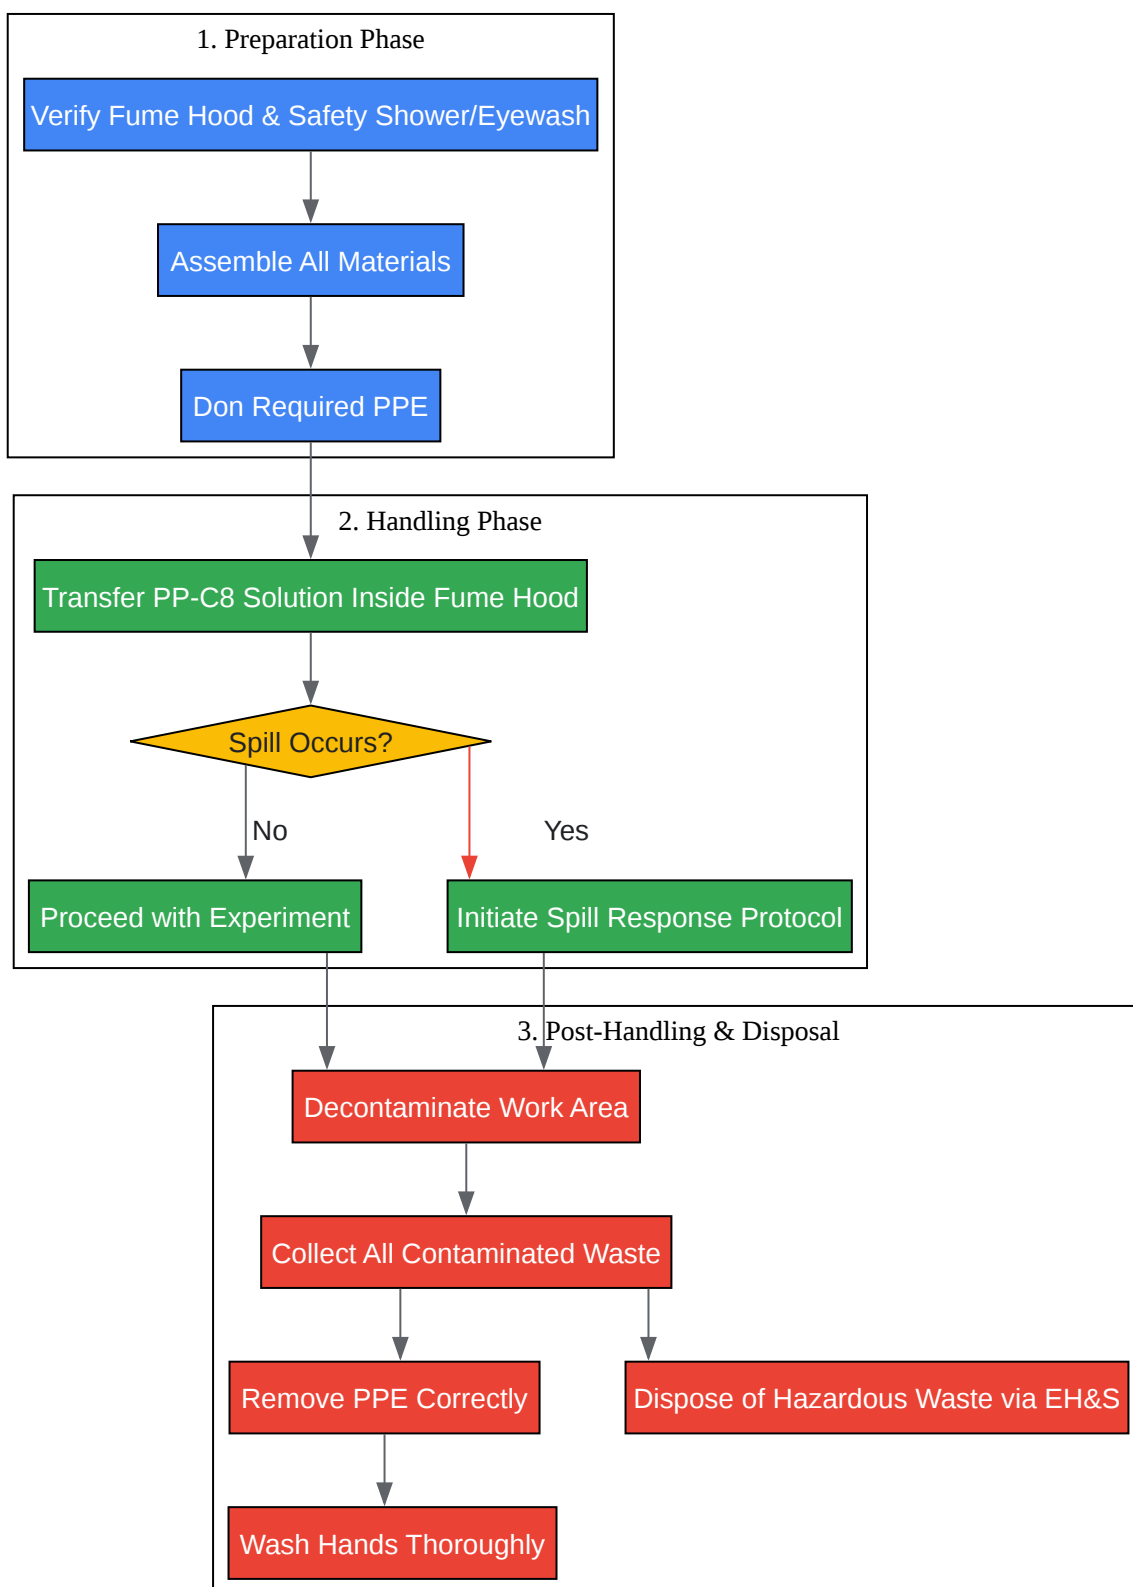 1. Preparation Phase
Verify Fume Hood & Safety Shower/Eyewash
Assemble All Materials
Don Required PPE
2. Handling Phase
Transfer PP-C8 Solution Inside Fume Hood
Spill Occurs?
No
Yes
Proceed with Experiment
Initiate Spill Response Protocol
3. Post-Handling & Disposal
Decontaminate Work Area
Collect All Contaminated Waste
Remove PPE Correctly
Dispose of Hazardous Waste via EH&S
Wash Hands Thoroughly